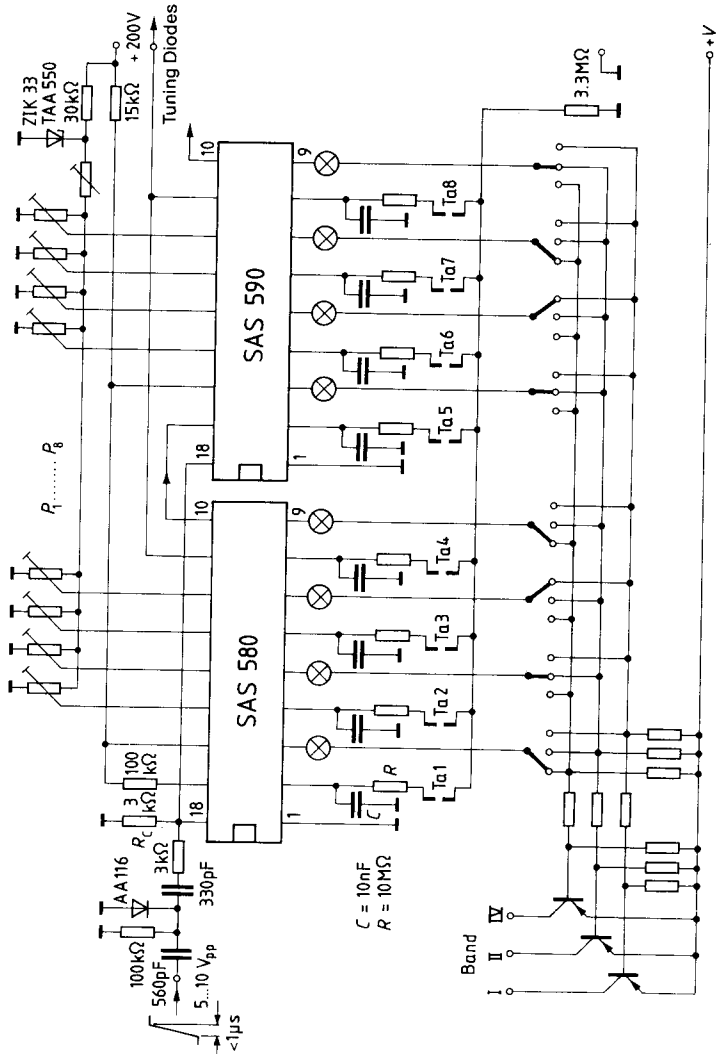 ZIK 33
TAA 550
30kΩ
+ 200V
15kΩ
Tuning Diodes
P₁........ P₈
10
9
SAS 590
18
1
Ta8
Ta7
Ta6
Ta5
3.3MΩ
10
9
SAS 580
18
1
Ta4
Ta3
Ta2
Ta1
R
C
100
kΩ
3
kΩ
R_C
3kΩ
AA116
330pF
100kΩ
560pF
5...10 Vpp
<1µs
C = 10nF
R = 10MΩ
Band
IV
II
I
+V